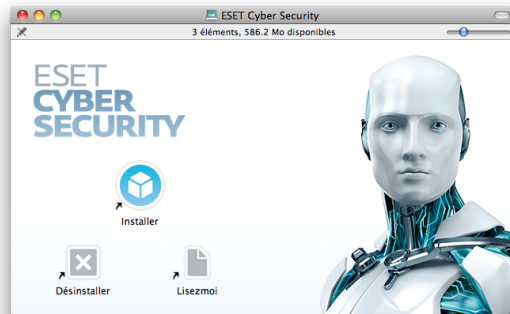 ESET Cyber Security
3 éléments, 586.2 Mo disponibles
ESET
CYBER
SECURITY
Installer
Désinstaller
Lisezmoi